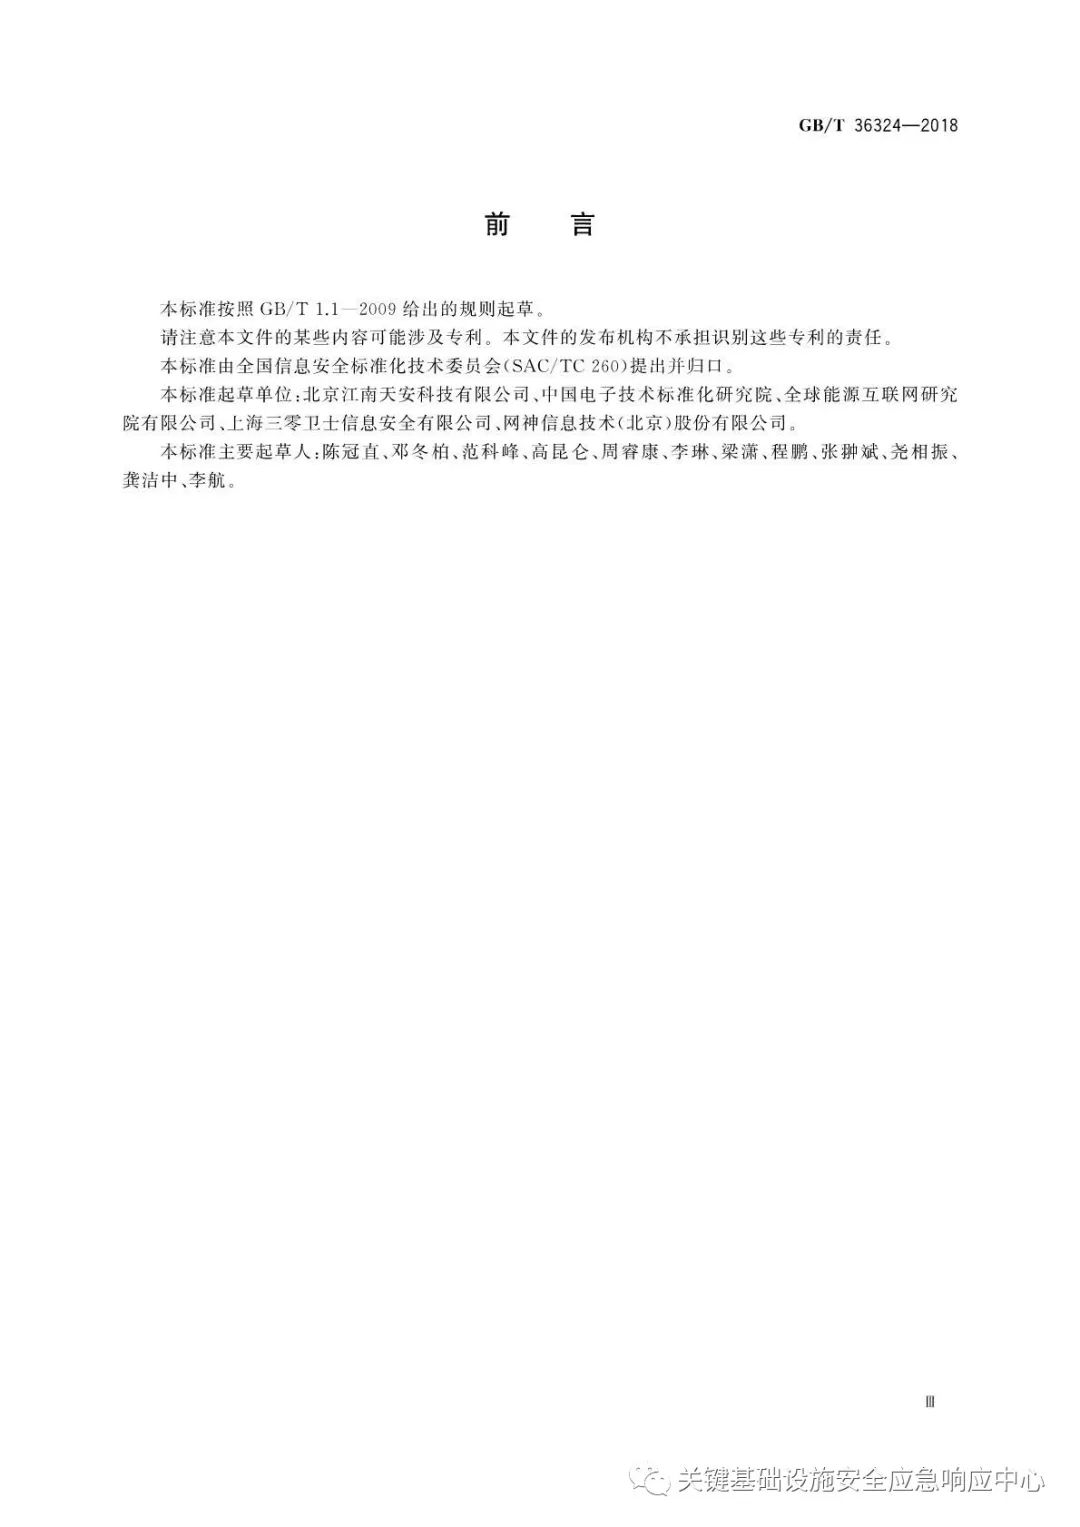 GB/T 36324—2018
前 言
本标准按照 GB/T 1.1—2009 给出的规则起草。
请注意本文件的某些内容可能涉及专利。本文件的发布机构不承担识别这些专利的责任。
本标准由全国信息安全标准化技术委员会(SAC/TC 260)提出并归口。
本标准起草单位:北京江南天安科技有限公司、中国电子技术标准化研究院、全球能源互联网研究
院有限公司、上海三零卫士信息安全有限公司、网神信息技术(北京)股份有限公司。
本标准主要起草人:陈冠直、邓冬柏、范科峰、高昆仑、周睿康、李琳、梁潇、程鹏、张翀斌、尧相振、
龚洁中、李航。
Ⅲ
关键基础设施安全应急响应中心